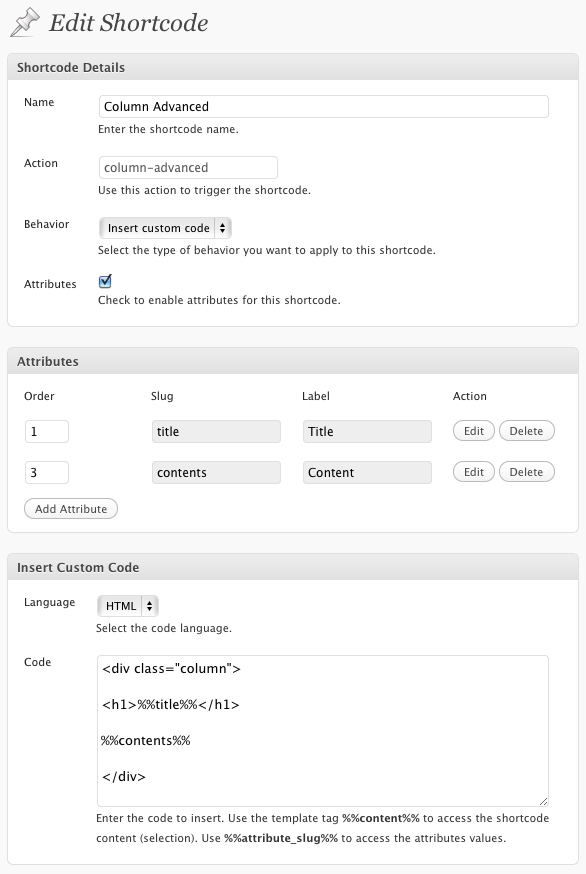 Edit Shortcode
Shortcode Details
Name
Column Advanced
Enter the shortcode name.
Action
column-advanced
Use this action to trigger the shortcode.
Behavior
Insert custom code
Select the type of behavior you want to apply to this shortcode.
Attributes
Check to enable attributes for this shortcode.
Attributes
Order Slug Label Action
1 title Title Edit Delete
3 contents Content Edit Delete
Add Attribute
Insert Custom Code
Language
HTML
Select the code language.
Code
<div class="column">
<h1>%%title%%</h1>
%%contents%%
</div>
Enter the code to insert. Use the template tag %%content%% to access the shortcode
content (selection). Use %%attribute_slug%% to access the attributes values.